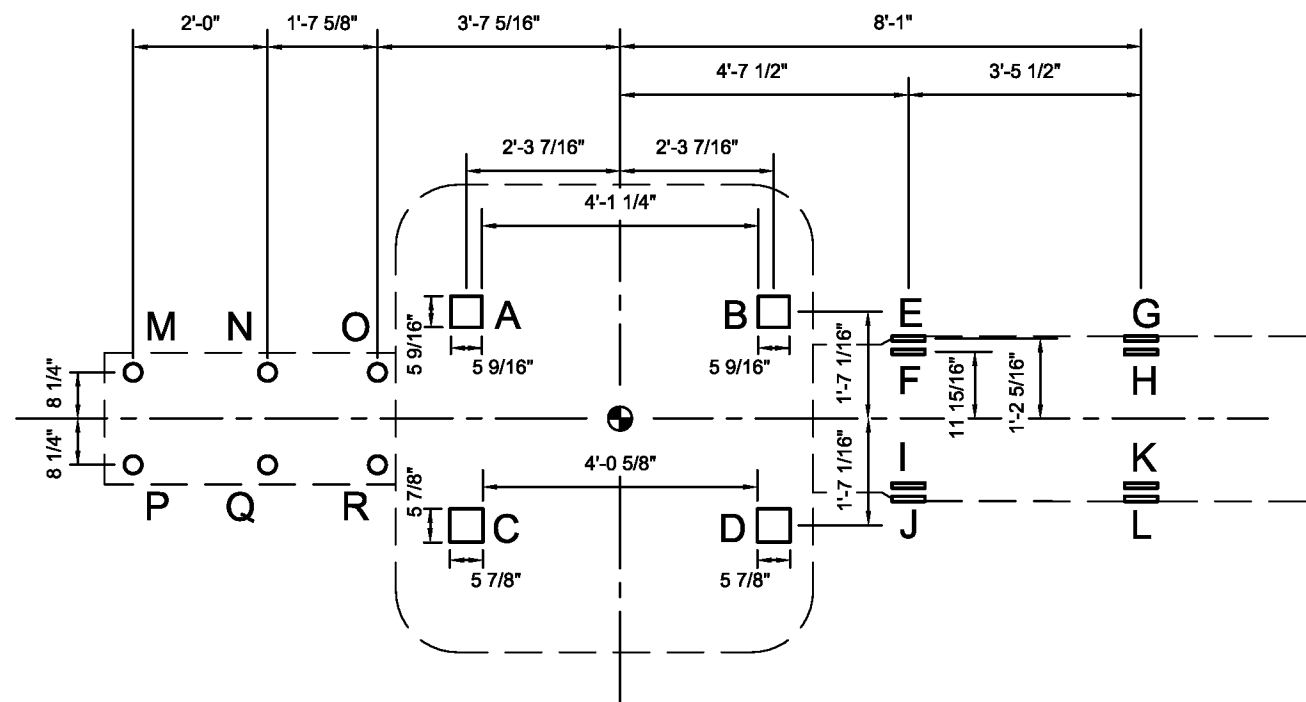 2'-0" 1'-7 5/8" 3'-7 5/16" 8'-1"
4'-7 1/2" 3'-5 1/2"
2'-3 7/16" 2'-3 7/16"
4'-1 1/4"
M N O A B E G
5 9/16"
5 9/16" 5 9/16"
1'-7 1/16"
F H
11 15/16"
1'-2 5/16"
8 1/4"
8 1/4"
4'-0 5/8"
I K
P Q R C D J L
5 7/8"
1'-7 1/16"
5 7/8" 5 7/8"